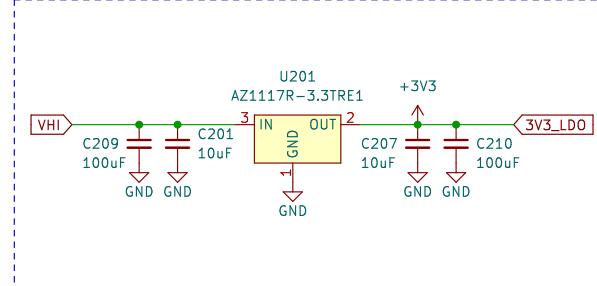 U201
AZ1117R-3.3TRE1
+3V3
VHI
3
IN
OUT
2
3V3_LDO
GND
1
C209
100uF
C201
10uF
C207
10uF
C210
100uF
GND
GND
GND
GND
GND